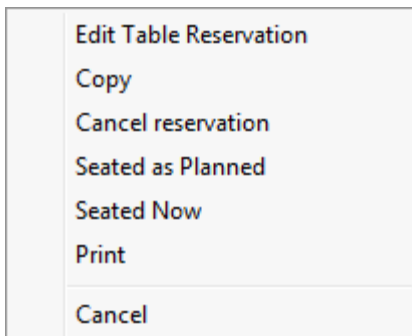 Edit Table Reservation
Copy
Cancel reservation
Seated as Planned
Seated Now
Print
Cancel